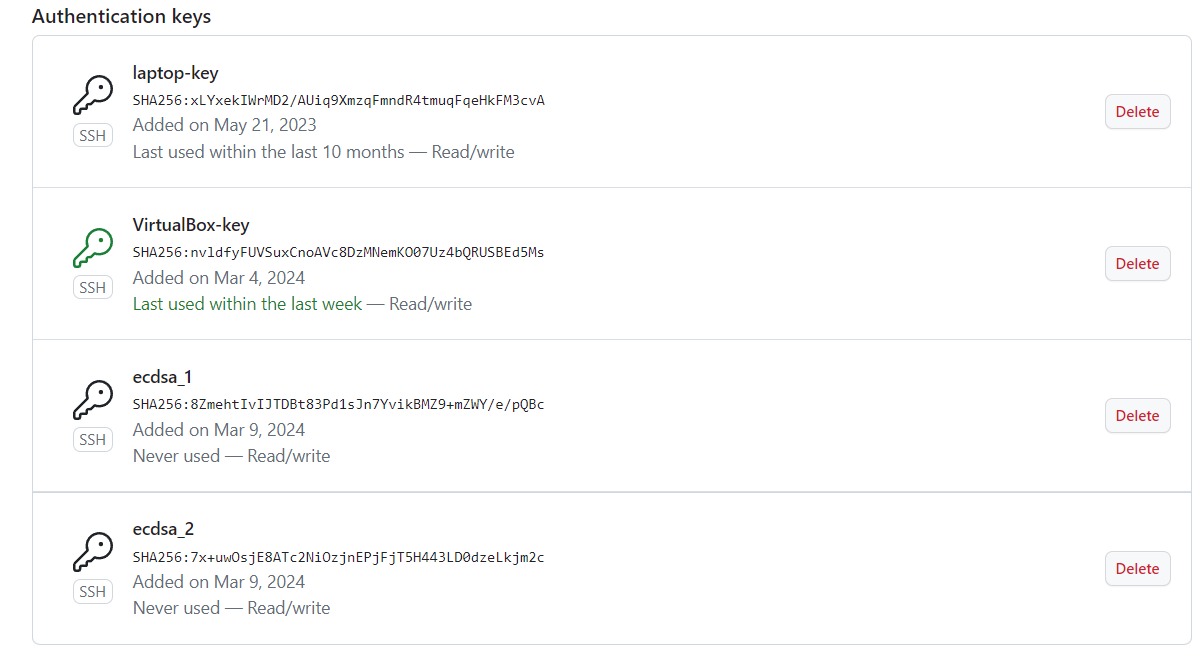 Authentication keys
laptop-key
SHA256:xLYxekIWrMD2/AUiq9XmzqFmndR4tmuqFqeHkFM3cvA
Added on May 21, 2023
SSH
Last used within the last 10 months — Read/write
Delete
VirtualBox-key
SHA256:nvldfyFUVSuxCnoAVc8DzMNemKO07Uz4bQRUSBEd5Ms
Added on Mar 4, 2024
SSH
Last used within the last week — Read/write
Delete
ecdsa_1
SHA256:8ZmehtIvIJTDBt83Pd1sJn7YvikBMZ9+mZWY/e/pQBc
Added on Mar 9, 2024
SSH
Never used — Read/write
Delete
ecdsa_2
SHA256:7x+uwOsjE8ATc2NiOzjnEPjFjT5H443LD0dzeLkjm2c
Added on Mar 9, 2024
SSH
Never used — Read/write
Delete